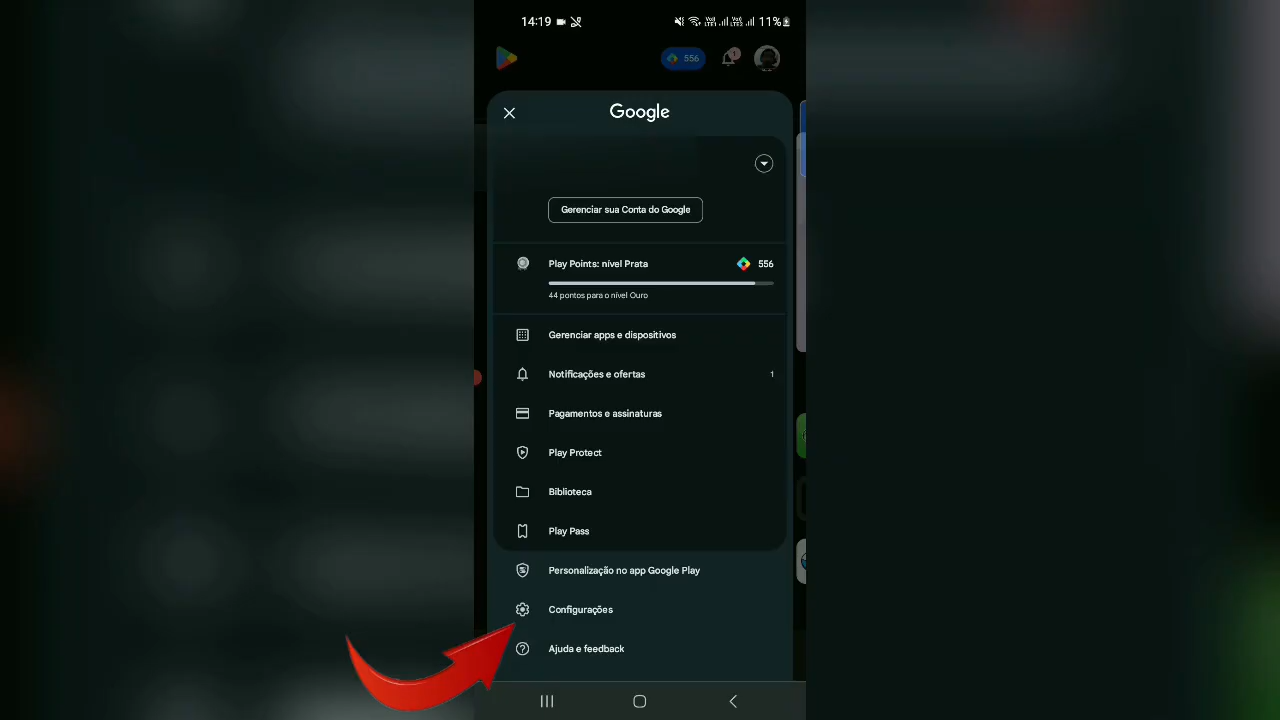 14:19 11%
556 1
Google
Gerenciar sua Conta do Google
Play Points: nível Prata 556
44 pontos para o nível Ouro
Gerenciar apps e dispositivos
Notificações e ofertas 1
Pagamentos e assinaturas
Play Protect
Biblioteca
Play Pass
Personalização no app Google Play
Configurações
Ajuda e feedback